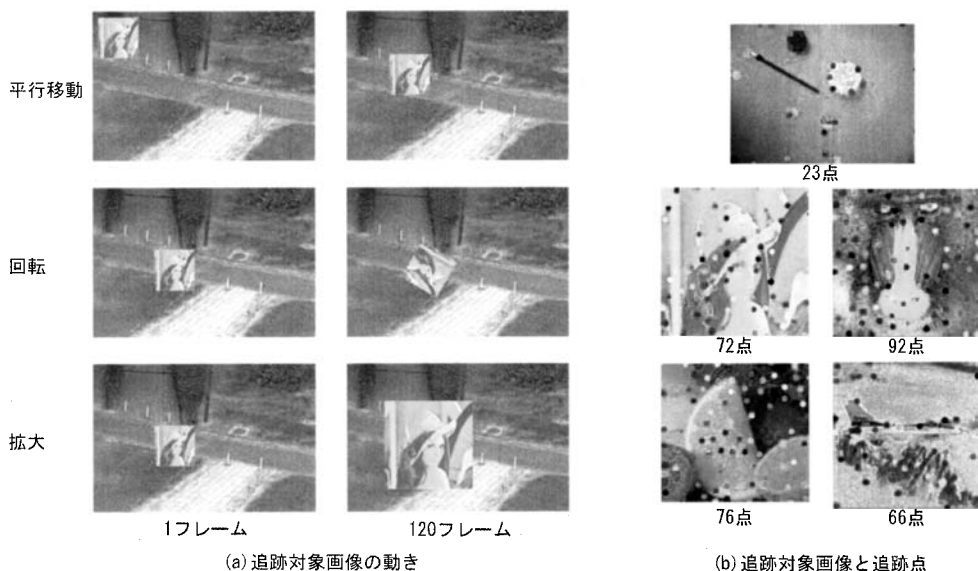 平行移動
23点
回転
72点
92点
拡大
76点
66点
1フレーム
120フレーム
(a)追跡対象画像の動き
(b)追跡対象画像と追跡点